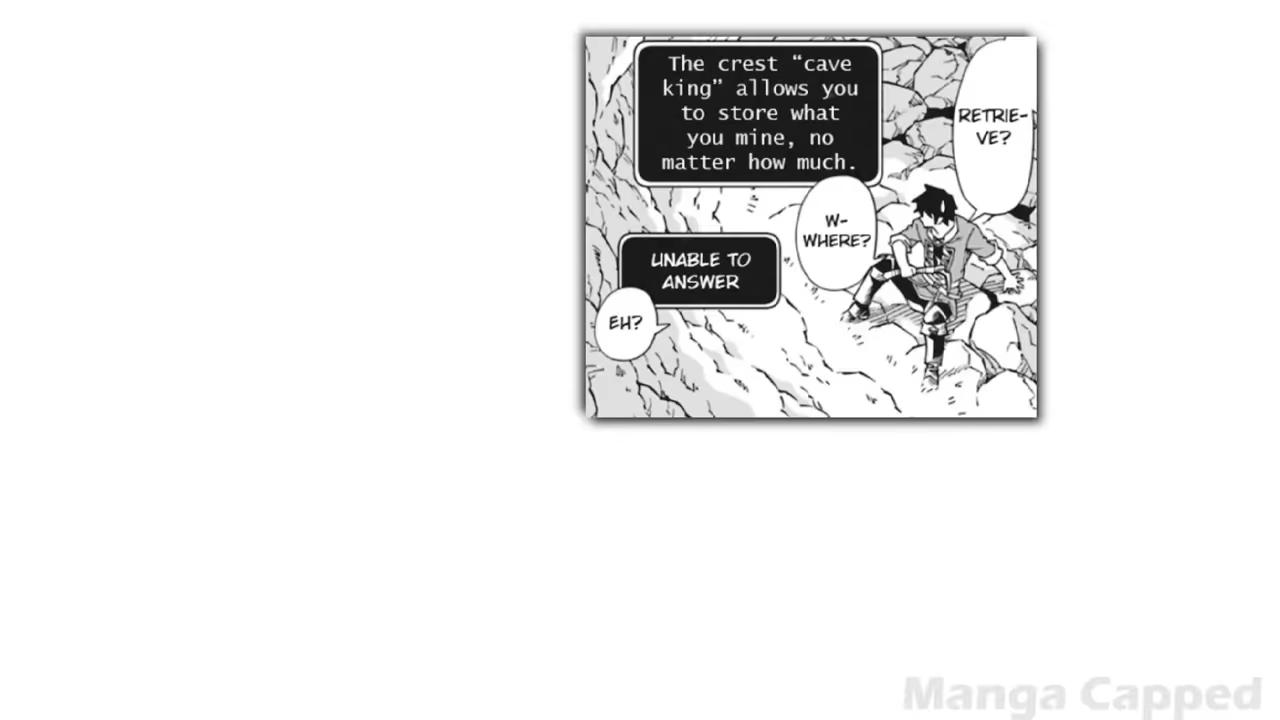 RETRIE-
VE?
The crest “cave
king” allows you
to store what
you mine, no
matter how much.
W-
WHERE?
UNABLE TO
ANSWER
EH?
Manga Capped